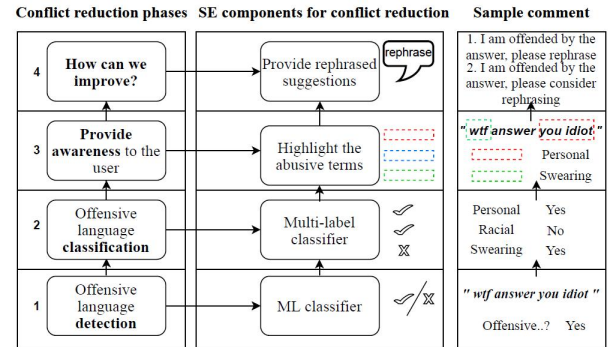 Conflict reduction phases
SE components for conflict reduction
Sample comment
4
How can we
improve?
Provide rephrased
suggestions
rephrase
1. I am offended by the
answer, please rephrase
2. I am offended by the
answer, please consider
rephrasing
3
Provide
awareness to the
user
Highlight the
abusive terms
" wtf answer you idiot "
Personal
Swearing
2
Offensive
language
classification
Multi-label
classifier
Personal Yes
Racial No
Swearing Yes
1
Offensive
language
detection
ML classifier
" wtf answer you idiot "
Offensive..? Yes